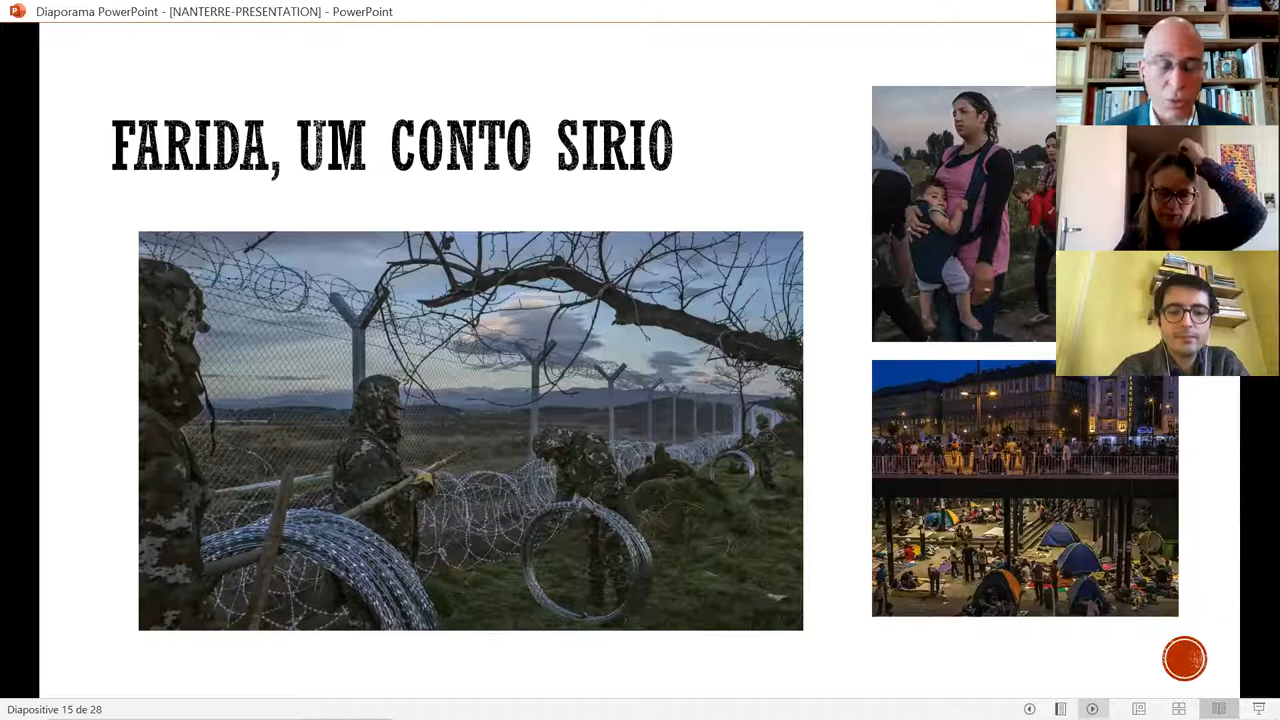 Diaporama PowerPoint - [NANTERRE-PRESENTATION] - PowerPoint
FARIDA, UM CONTO SIRIO
Diapositive 15 de 28